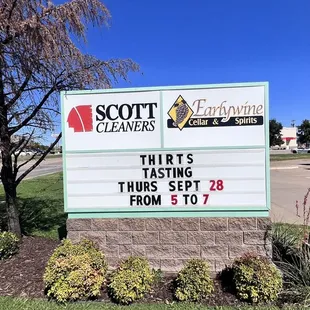 SCOTT
CLEANERS
Earlywine
Cellar & Spirits
THIRTS
TASTING
THURS SEPT 28
FROM 5 TO 7